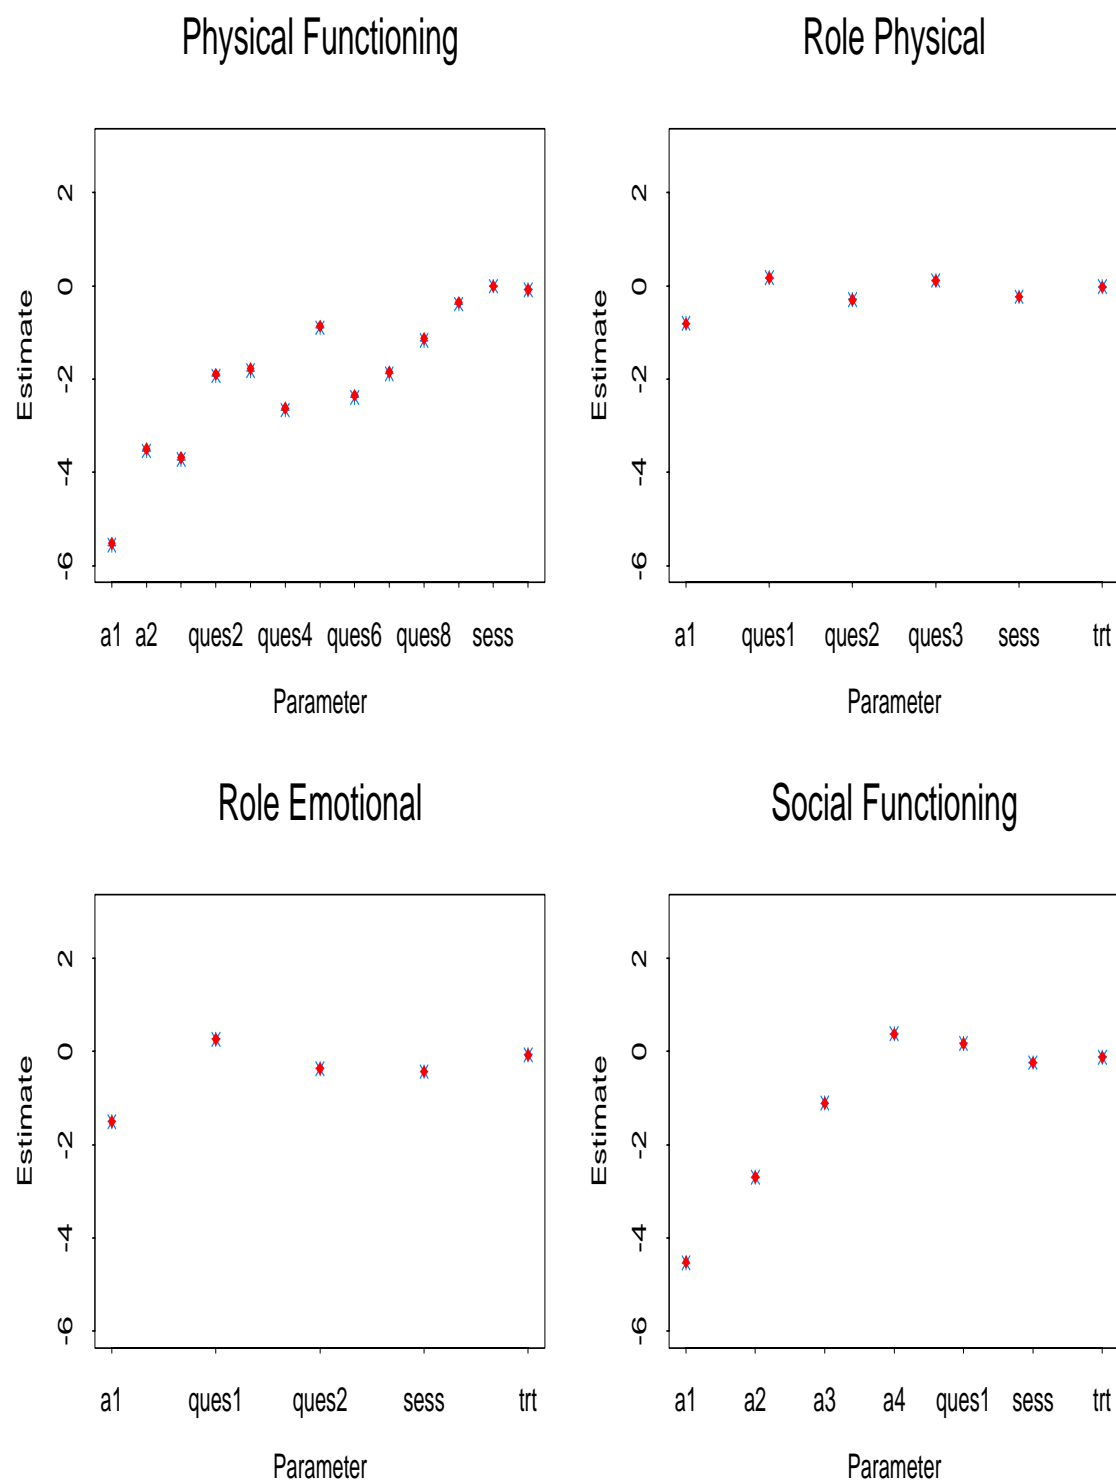 Physical Functioning
Estimate
2
0
-2
-4
-6
a1 a2 ques2 ques4 ques6 ques8 sess
Parameter
Role Physical
Estimate
2
0
-2
-4
-6
a1 ques1 ques2 ques3 sess trt
Parameter
Role Emotional
Estimate
2
0
-2
-4
-6
a1 ques1 ques2 sess trt
Parameter
Social Functioning
Estimate
2
0
-2
-4
-6
a1 a2 a3 a4 ques1 sess trt
Parameter